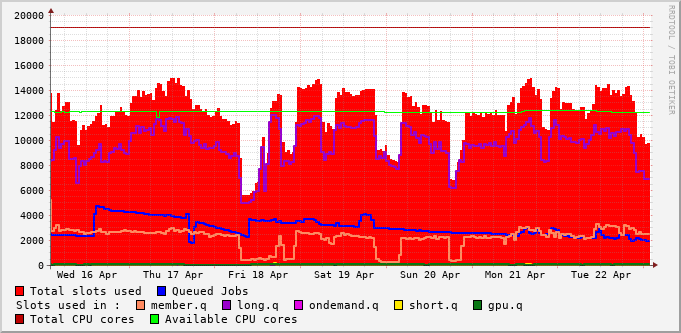 20000
18000
16000
14000
12000
10000
8000
6000
4000
2000
0
Wed 16 Apr Thu 17 Apr Fri 18 Apr Sat 19 Apr Sun 20 Apr Mon 21 Apr Tue 22 Apr
Total slots used Queued Jobs
Slots used in : member.q long.q ondemand.q short.q gpu.q
Total CPU cores Available CPU cores
RRDTOOL / TOBI OETIKER